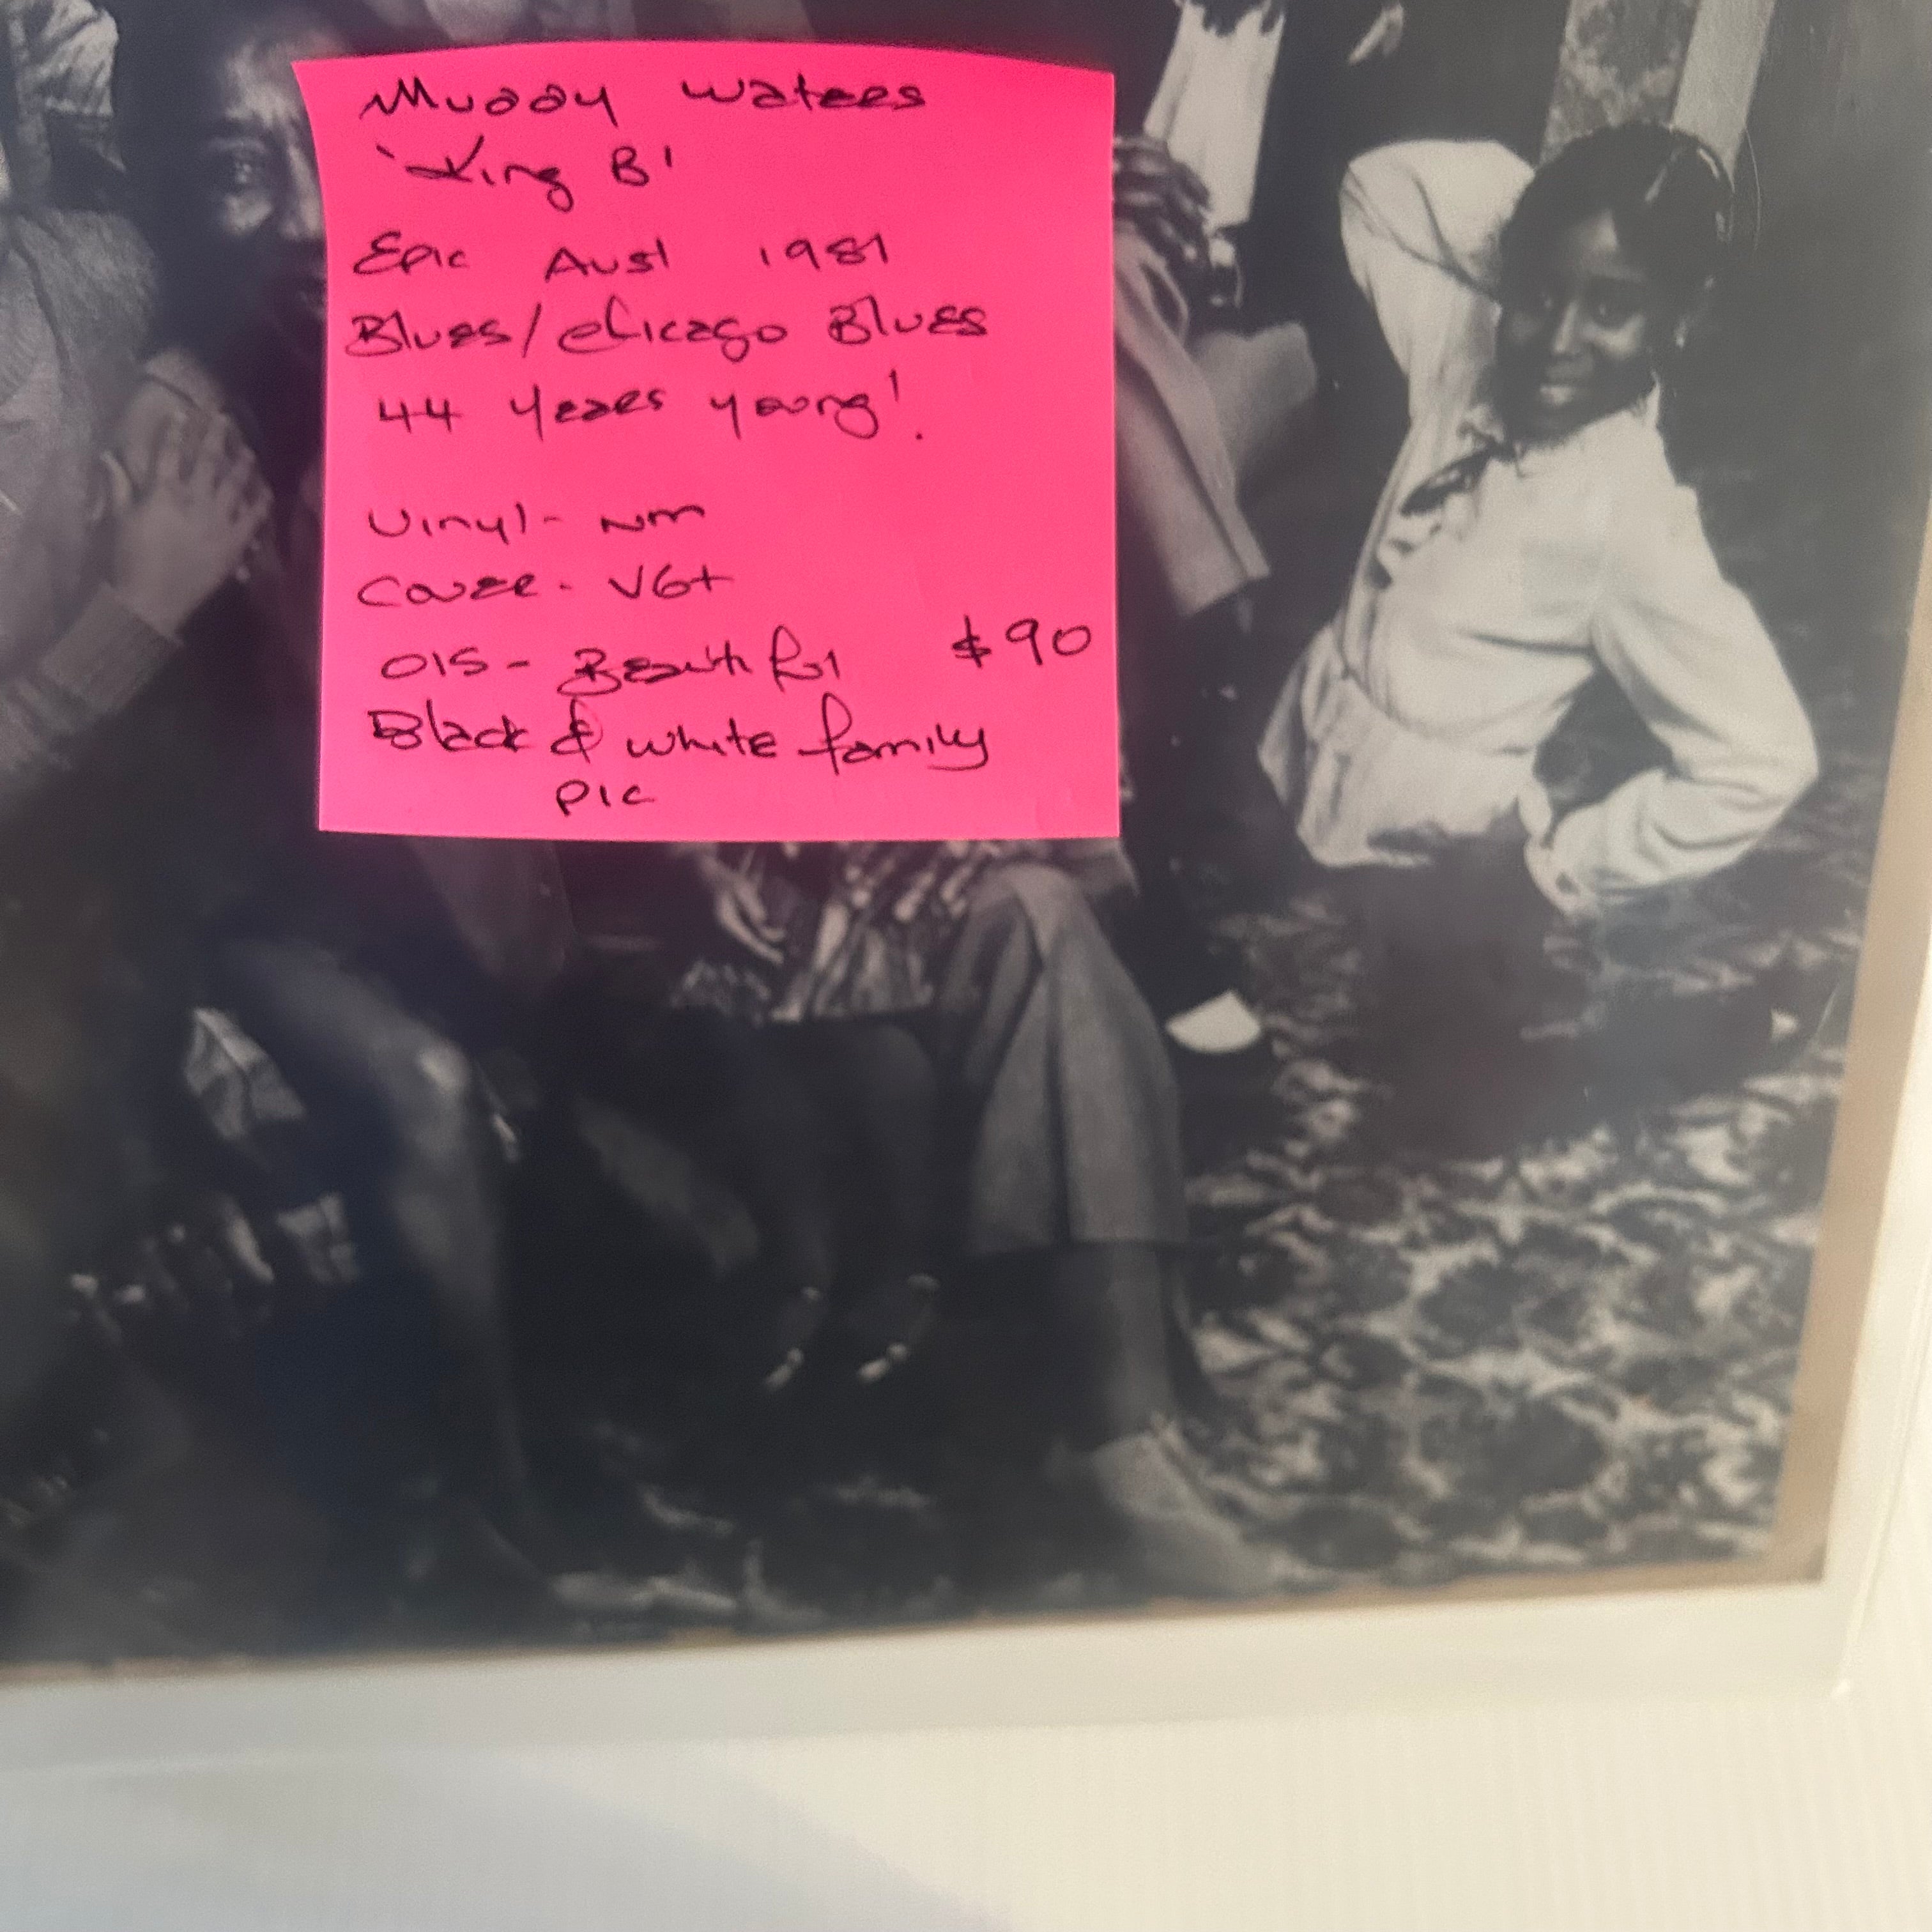 Muddy Waters
'King B'
Epic Aust 1981
Blues/Chicago Blues
44 years young!
Vinyl- NM
Cover- VG+
OIS- Beautiful $90
Black & white family
pic